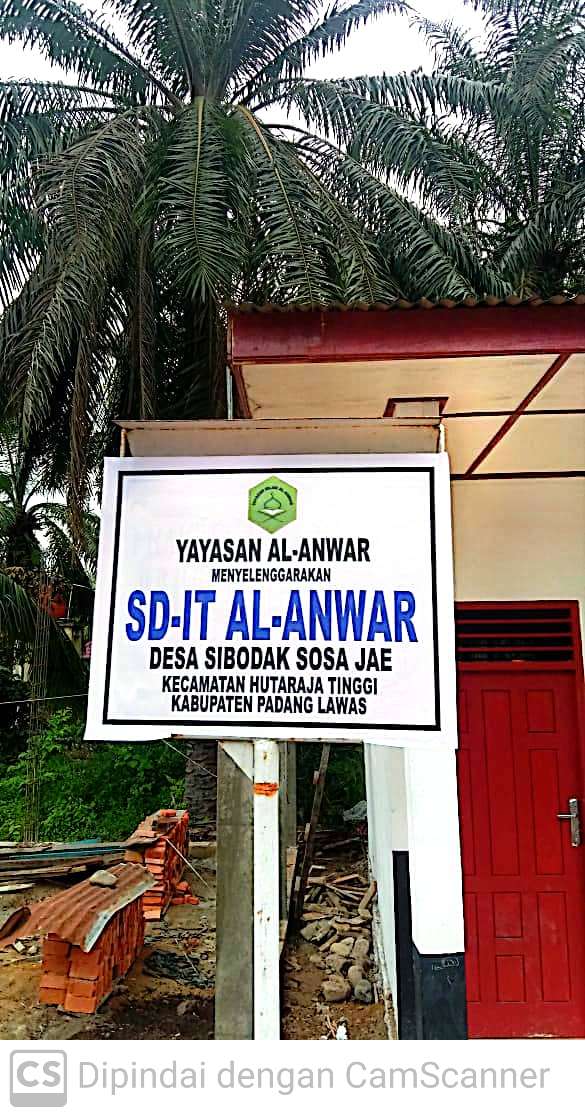 YAYASAN AL-ANWAR
MENYELENGGARAKAN
SD-IT AL-ANWAR
DESA SIBODAK SOSA JAE
KECAMATAN HUTARAJA TINGGI
KABUPATEN PADANG LAWAS
CS Dipindai dengan CamScanner